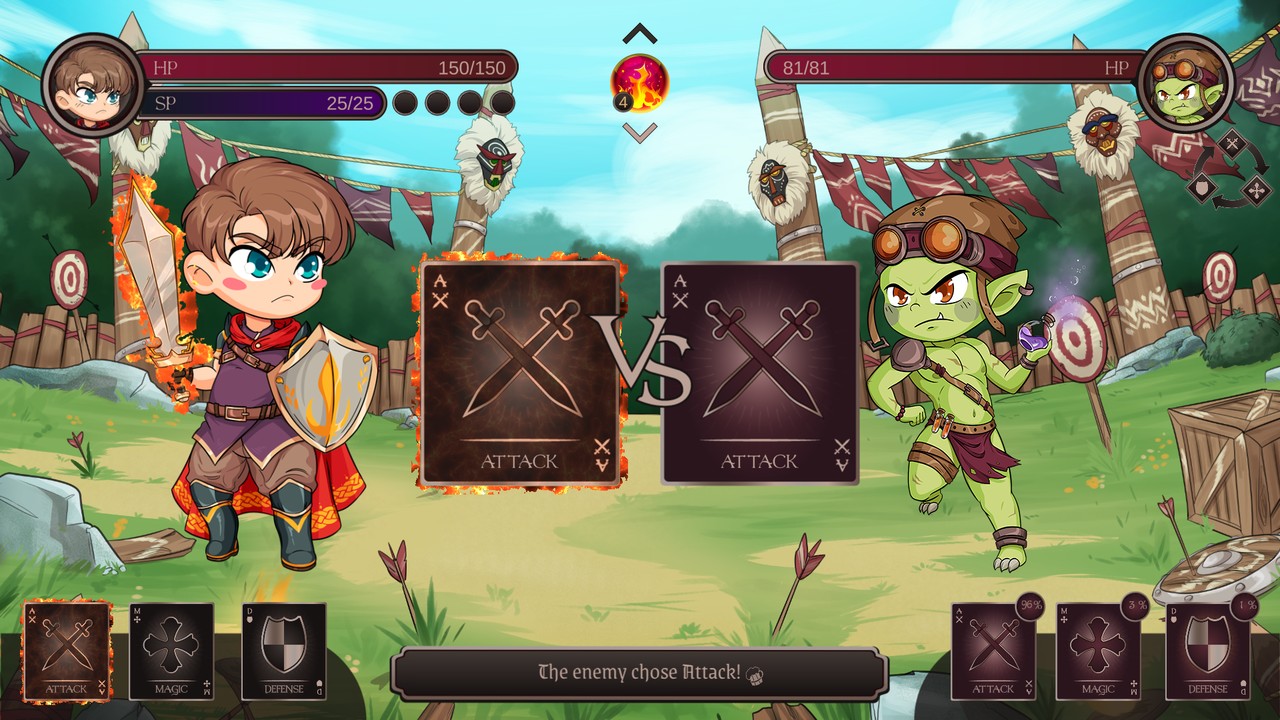 HP 150/150
SP 25/25
4
81/81 HP
A
ATTACK
A
VS
A
ATTACK
A
A
ATTACK
A
M
MAGIC
M
D
DEFENSE
D
The enemy chose Attack!
96%
A
ATTACK
A
3 %
M
MAGIC
M
1 %
D
DEFENSE
D